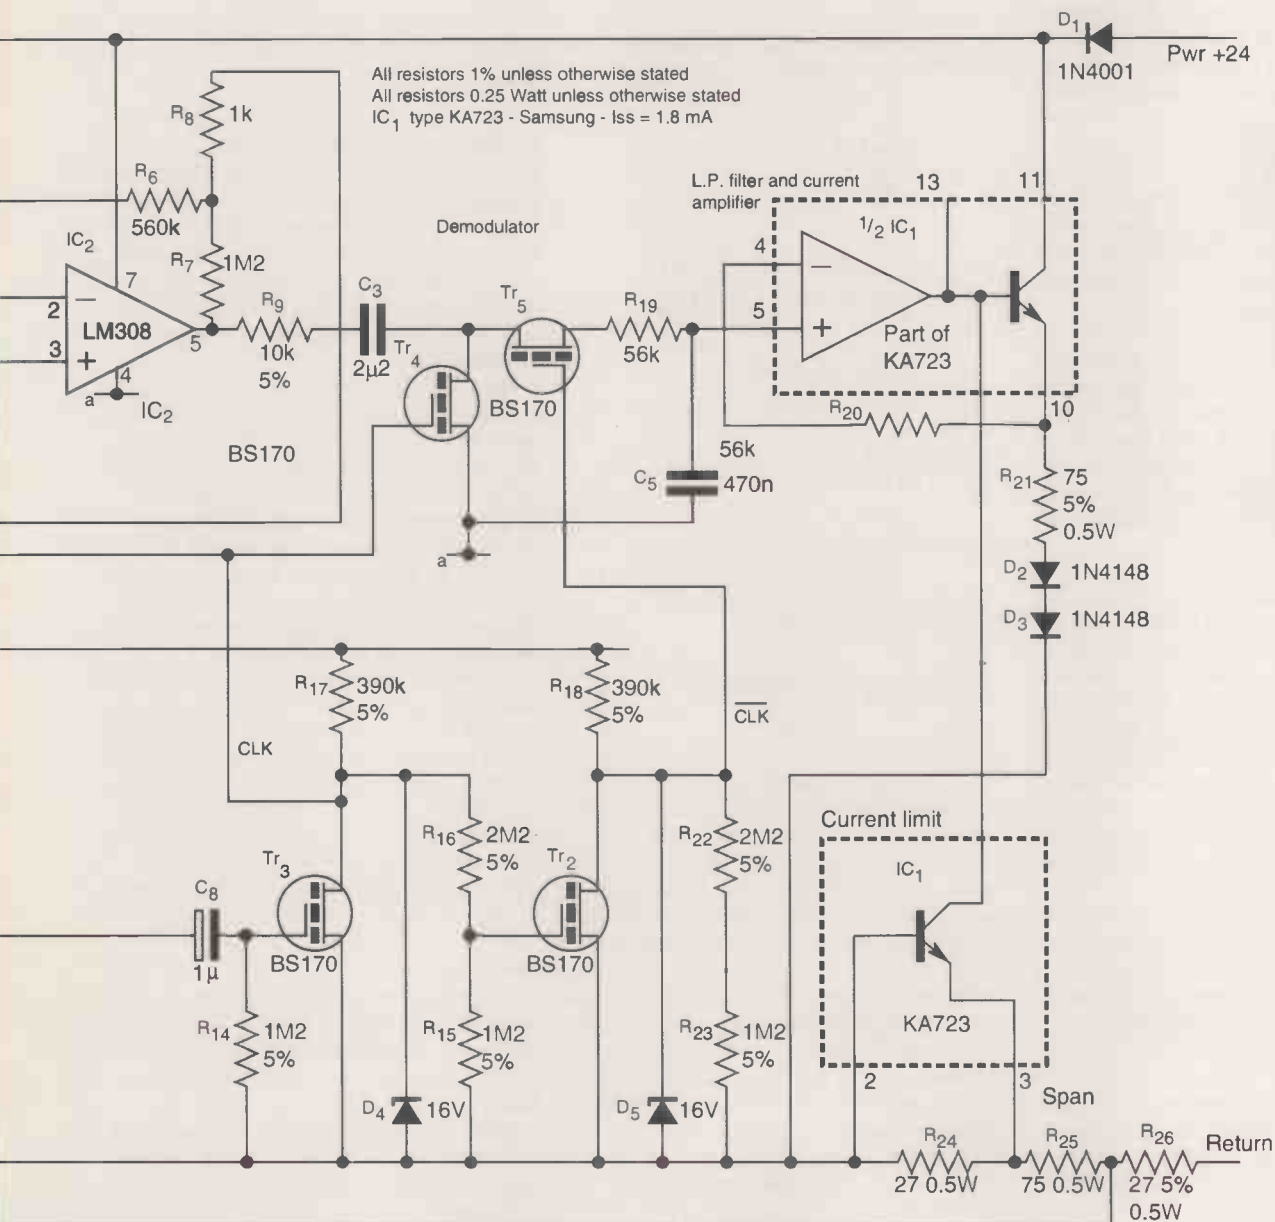 D1
1N4001
Pwr +24
All resistors 1% unless otherwise stated
All resistors 0.25 Watt unless otherwise stated
IC1 type KA723 - Samsung - Iss = 1.8 mA
R8
1k
R6
560k
IC2
R7
1M2
7
2
3
LM308
4
5
a
IC2
R9
10k
5%
BS170
Demodulator
C3
2μ2
Tr4
Tr5
BS170
R19
56k
L.P. filter and current
amplifier
13
11
1/2 IC1
4
5
Part of
KA723
10
R20
56k
C5
470n
a
R21
75
5%
0.5W
D2
1N4148
D3
1N4148
R17
390k
5%
R18
390k
5%
CLK
CLK
R16
2M2
5%
R22
2M2
5%
Tr3
BS170
Tr2
BS170
C8
1μ
R14
1M2
5%
R15
1M2
5%
R23
1M2
5%
D4
16V
D5
16V
Current limit
IC1
KA723
2
3
Span
R24
27 0.5W
R25
75 0.5W
R26
27 5%
0.5W
Return